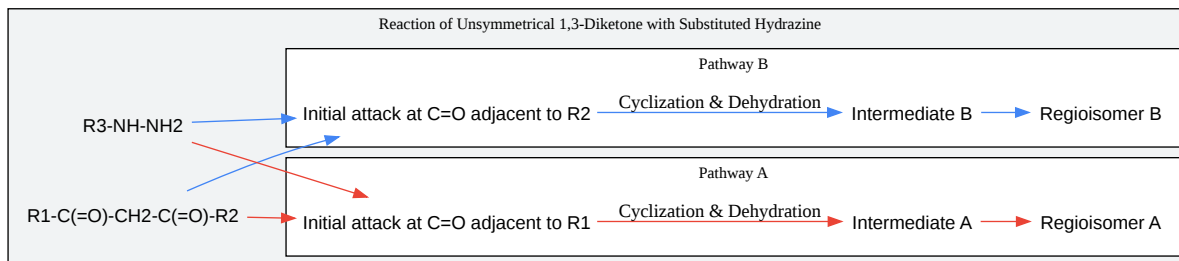 Reaction of Unsymmetrical 1,3-Diketone with Substituted Hydrazine
Pathway B
Initial attack at C=O adjacent to R2
Cyclization & Dehydration
Intermediate B
Regioisomer B
R3-NH-NH2
Pathway A
R1-C(=O)-CH2-C(=O)-R2
Initial attack at C=O adjacent to R1
Cyclization & Dehydration
Intermediate A
Regioisomer A